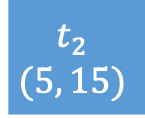 t₂
(5, 15)